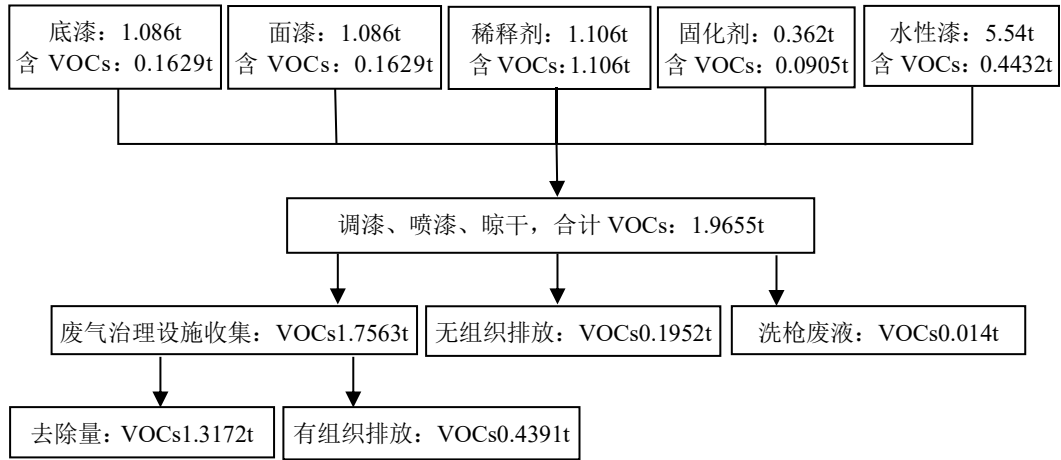 底漆：1.086t
含 VOCs：0.1629t
面漆：1.086t
含 VOCs：0.1629t
稀释剂：1.106t
含 VOCs：1.106t
固化剂：0.362t
含 VOCs：0.0905t
水性漆：5.54t
含 VOCs：0.4432t
调漆、喷漆、晾干，合计 VOCs：1.9655t
废气治理设施收集：VOCs1.7563t
无组织排放：VOCs0.1952t
洗枪废液：VOCs0.014t
去除量：VOCs1.3172t
有组织排放：VOCs0.4391t